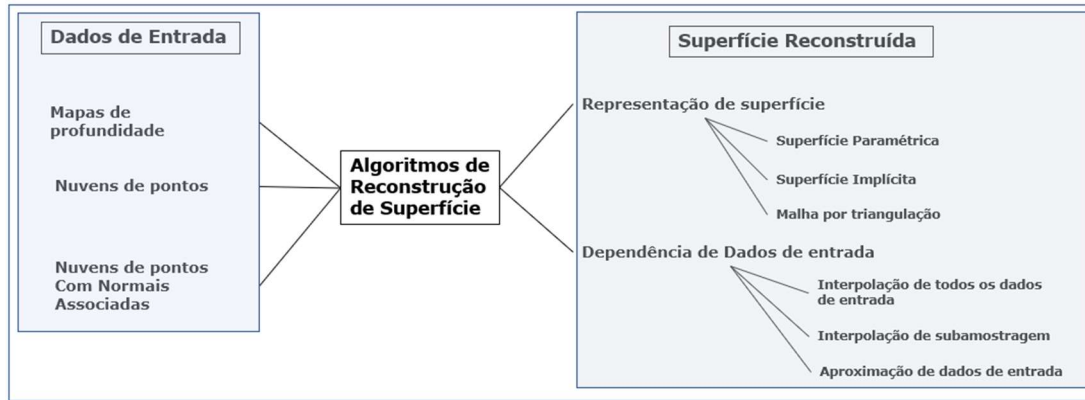 Dados de Entrada
Mapas de
profundidade
Nuvens de pontos
Nuvens de pontos
Com Normais
Associadas
Algoritmos de
Reconstrução
de Superfície
Superfície Reconstruída
Representação de superfície
Superfície Paramétrica
Superfície Implícita
Malha por triangulação
Dependência de Dados de entrada
Interpolação de todos os dados
de entrada
Interpolação de subamostragem
Aproximação de dados de entrada